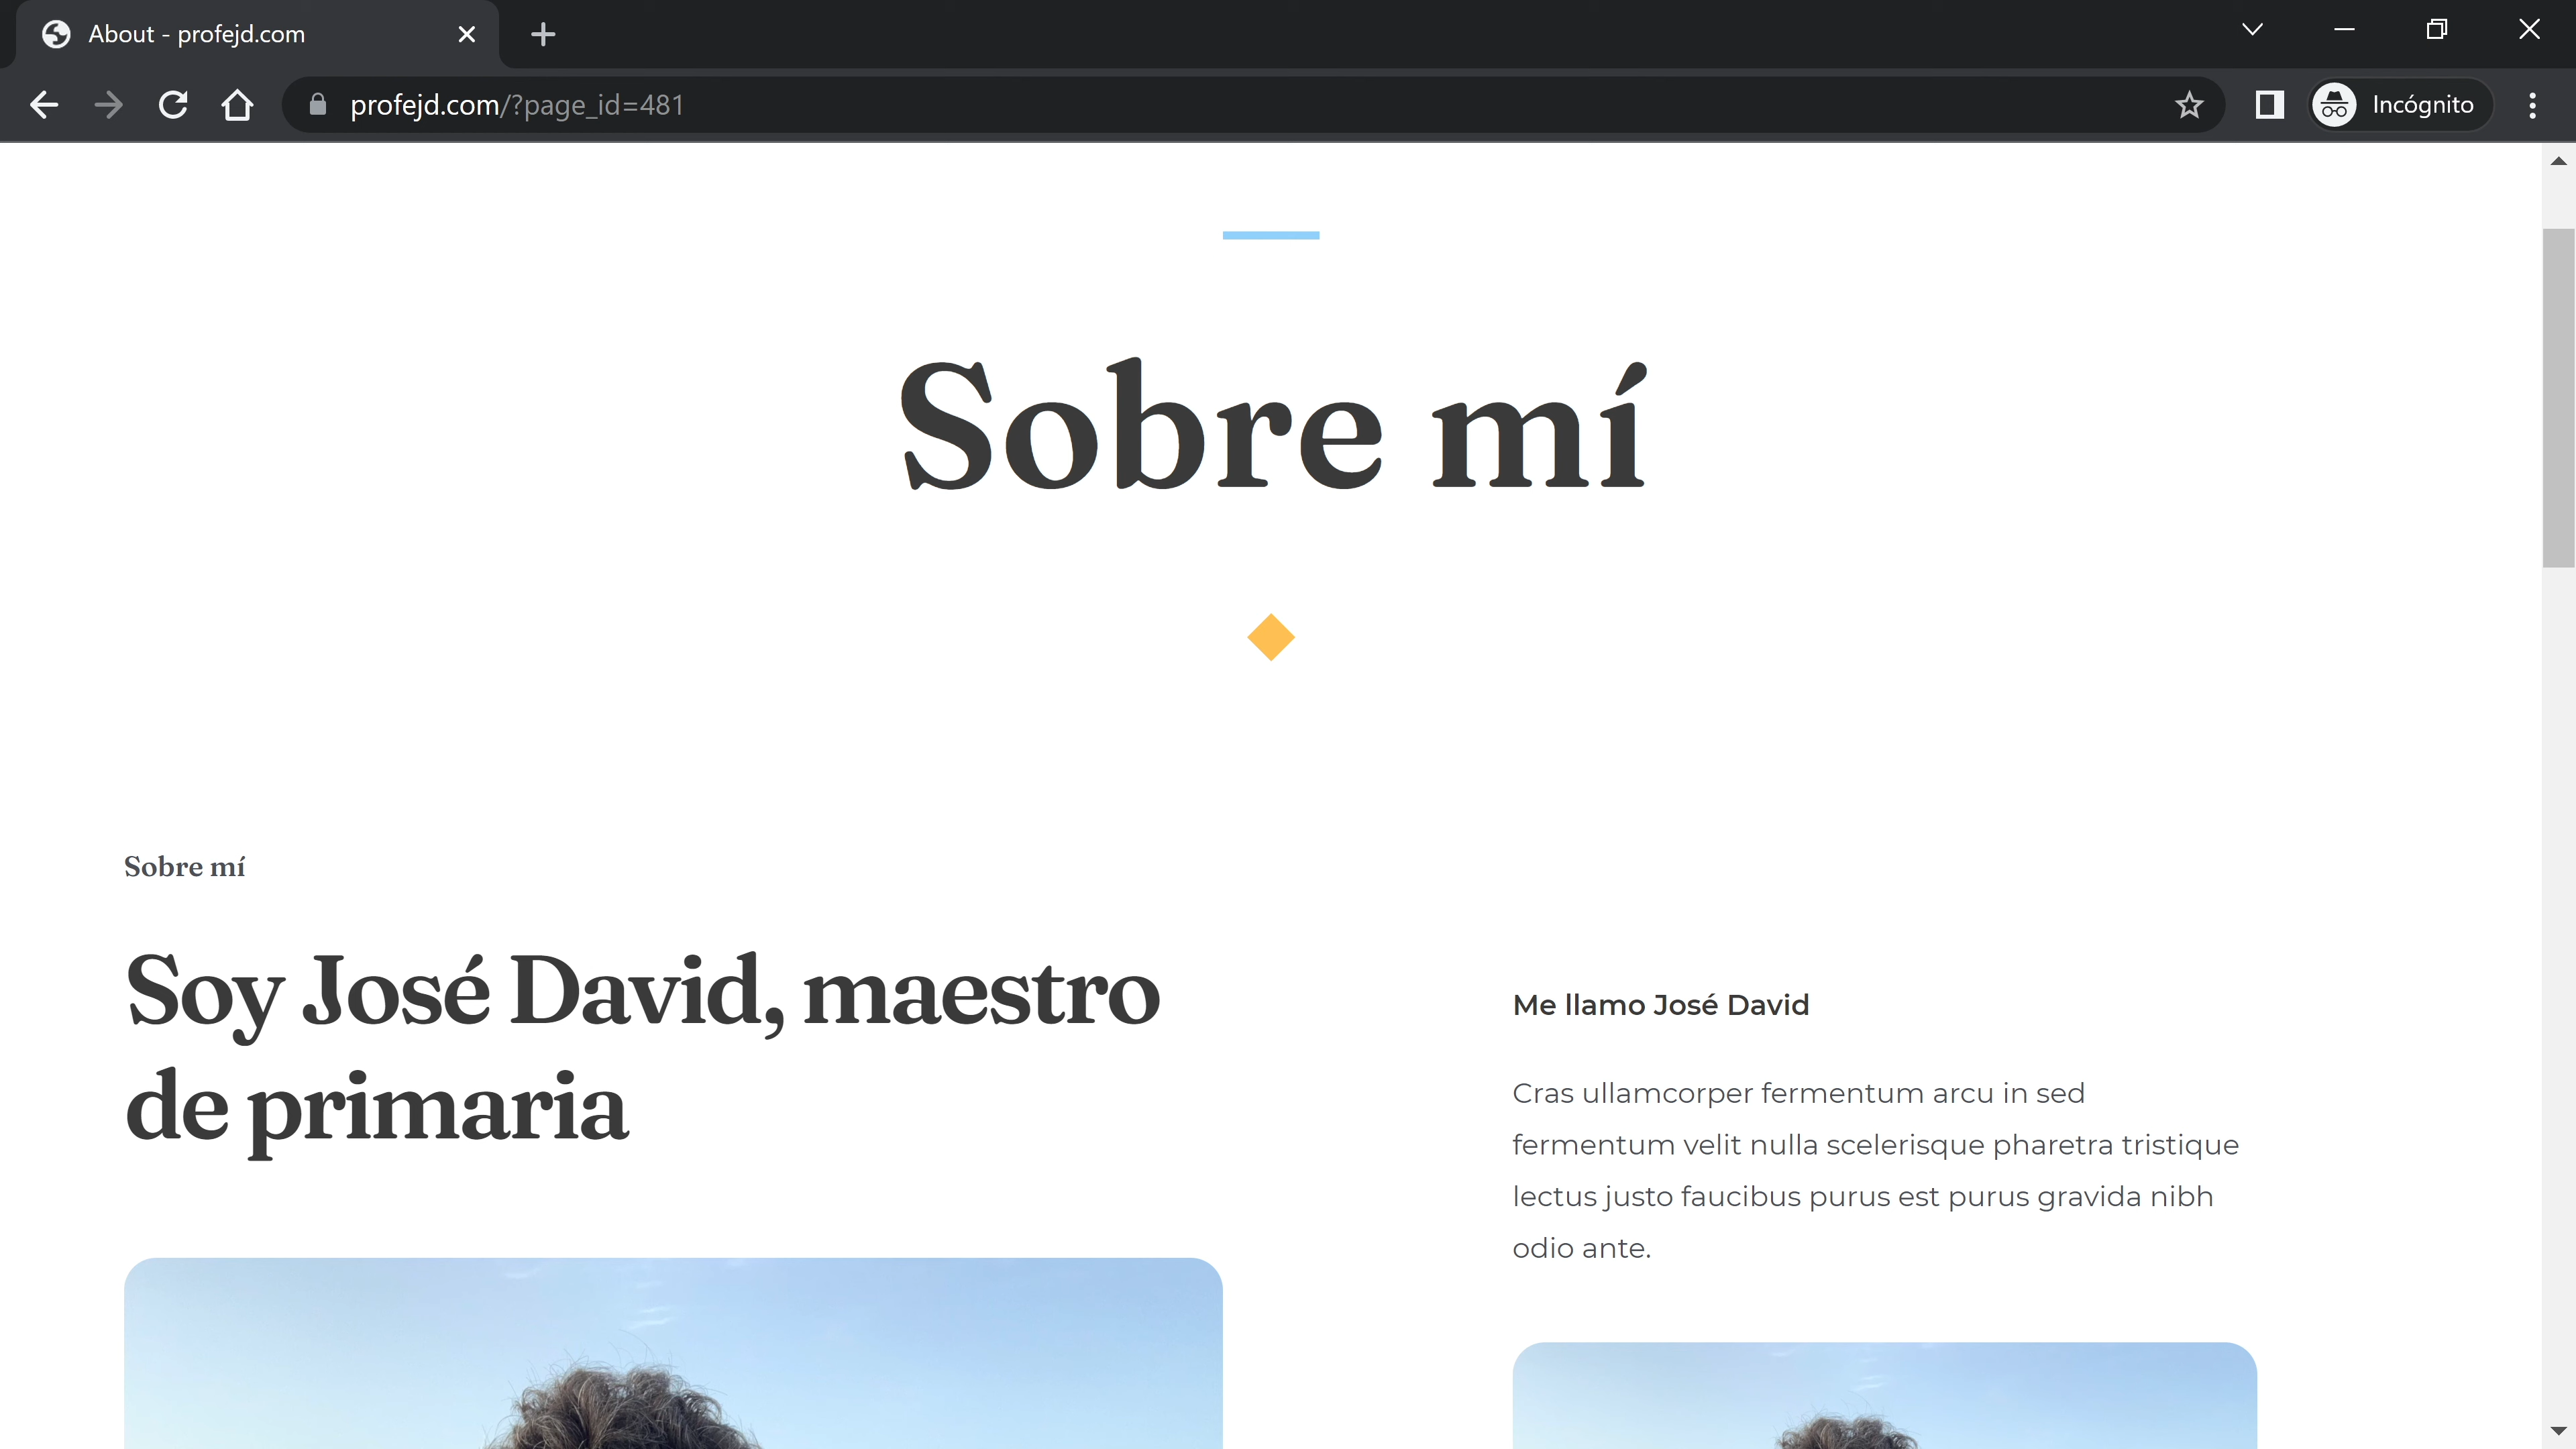 About - profejd.com
profejd.com/?page_id=481
Incógnito
Sobre mí
Sobre mí
Soy José David, maestro
de primaria
Me llamo José David
Cras ullamcorper fermentum arcu in sed
fermentum velit nulla scelerisque pharetra tristique
lectus justo faucibus purus est purus gravida nibh
odio ante.